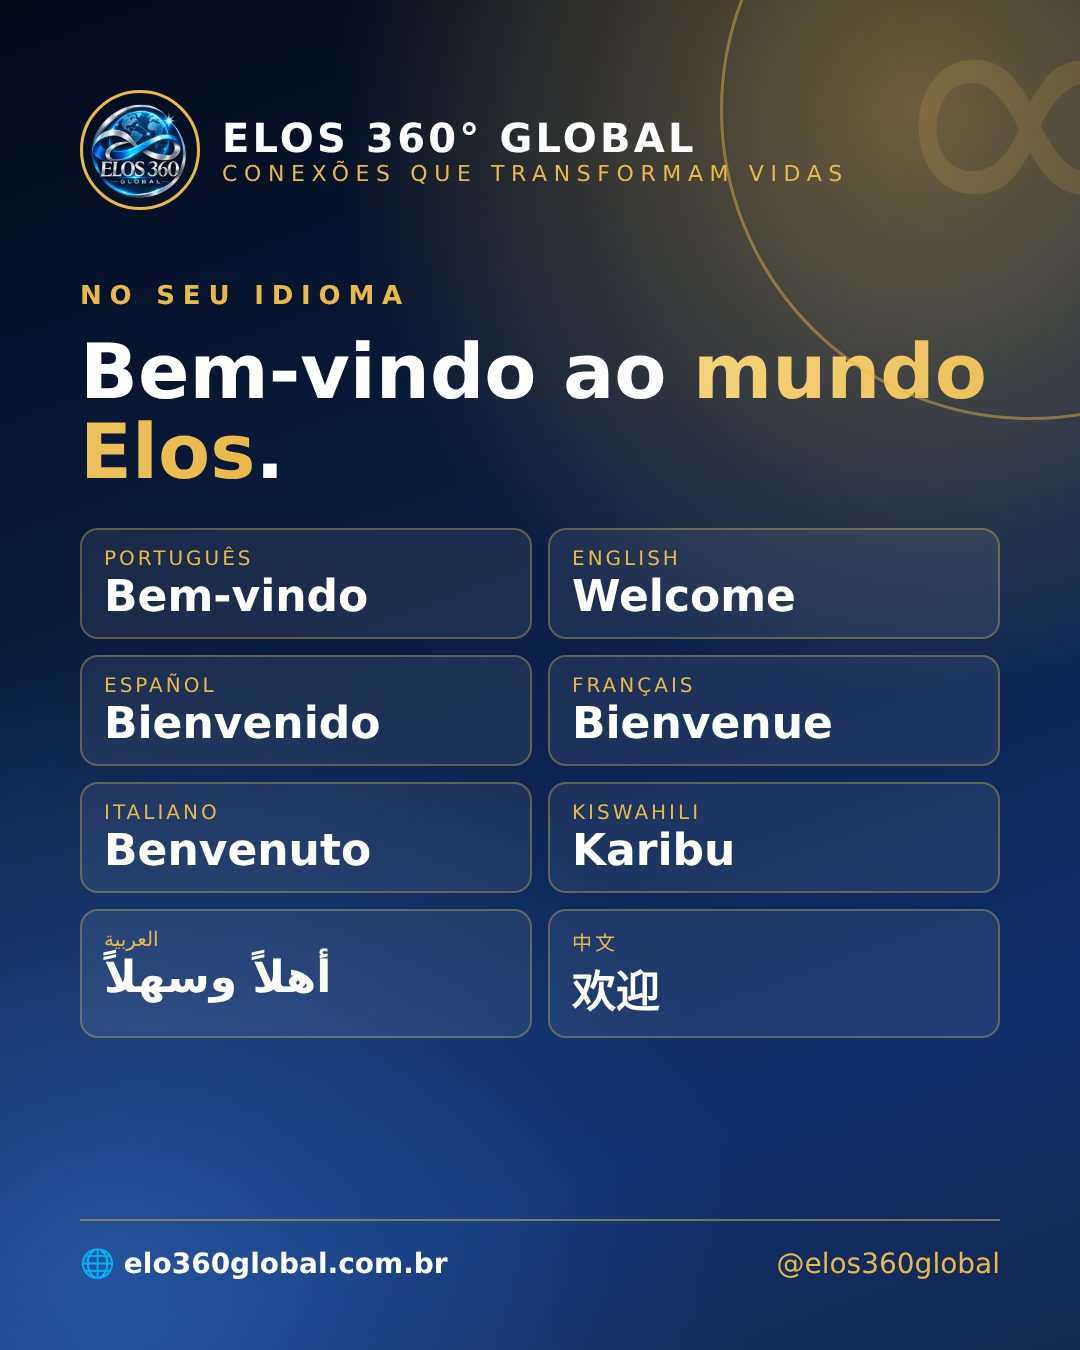 ELOS 360
GLOBAL
ELOS 360° GLOBAL
CONEXÕES QUE TRANSFORMAM VIDAS
NO SEU IDIOMA
Bem-vindo ao mundo
Elos.
PORTUGUÊS
Bem-vindo
ENGLISH
Welcome
ESPAÑOL
Bienvenido
FRANÇAIS
Bienvenue
ITALIANO
Benvenuto
KISWAHILI
Karibu
العربية
أهلاً وسهلاً
中文
欢迎
elo360global.com.br
@elos360global